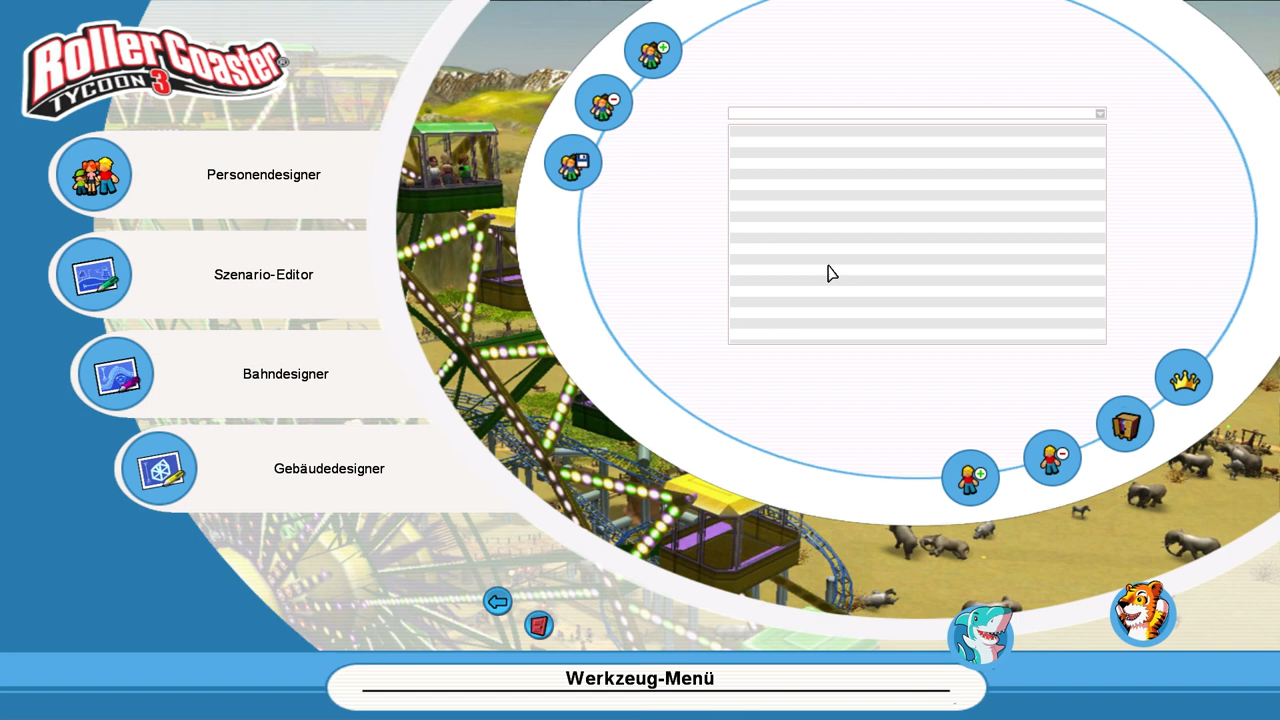 RollerCoaster®
TYCOON 3
Personendesigner
Szenario-Editor
Bahndesigner
Gebäudedesigner
Werkzeug-Menü